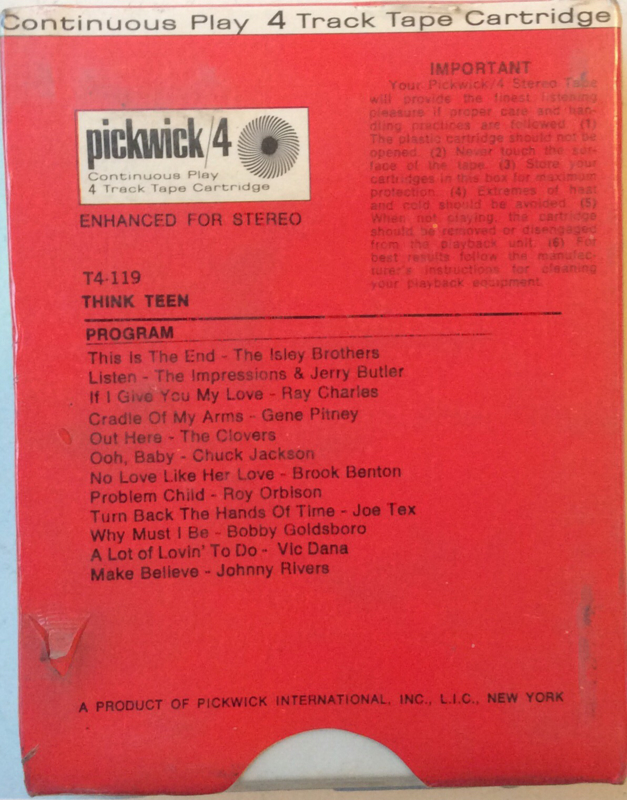 Continuous Play 4 Track Tape Cartridge
IMPORTANT
Your Pickwick/4 Stereo Tape
will provide the finest listening
pleasure if proper care and han-
dling practices are followed. (1)
The plastic cartridge should not be
opened. (2) Never touch the sur-
face of the tape. (3) Store your
cartridges in this box for maximum
protection. (4) Extremes of heat
and cold should be avoided. (5)
When not playing, the cartridge
should be removed or disengaged
from the playback unit. (6) For
best results follow the manufac-
turer's instructions for cleaning
your playback equipment.
pickwick/4
Continuous Play
4 Track Tape Cartridge
ENHANCED FOR STEREO
T4-119
THINK TEEN
PROGRAM
This Is The End - The Isley Brothers
Listen - The Impressions & Jerry Butler
If I Give You My Love - Ray Charles
Cradle Of My Arms - Gene Pitney
Out Here - The Clovers
Ooh, Baby - Chuck Jackson
No Love Like Her Love - Brook Benton
Problem Child - Roy Orbison
Turn Back The Hands Of Time - Joe Tex
Why Must I Be - Bobby Goldsboro
A Lot of Lovin' To Do - Vic Dana
Make Believe - Johnny Rivers
A PRODUCT OF PICKWICK INTERNATIONAL, INC., L.I.C., NEW YORK